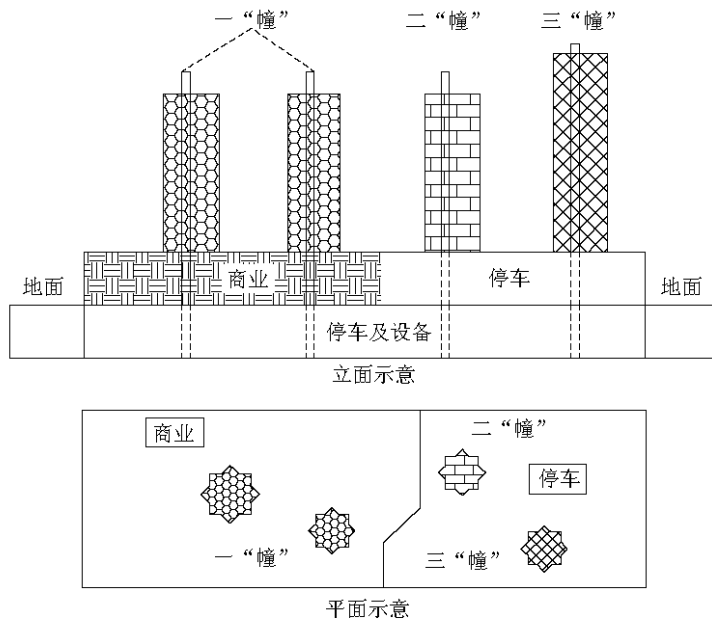 一“幢” 二“幢” 三“幢”
地面 商业 停车 地面
停车及设备
立面示意
商业 二“幢”
停车
一“幢” 三“幢”
平面示意